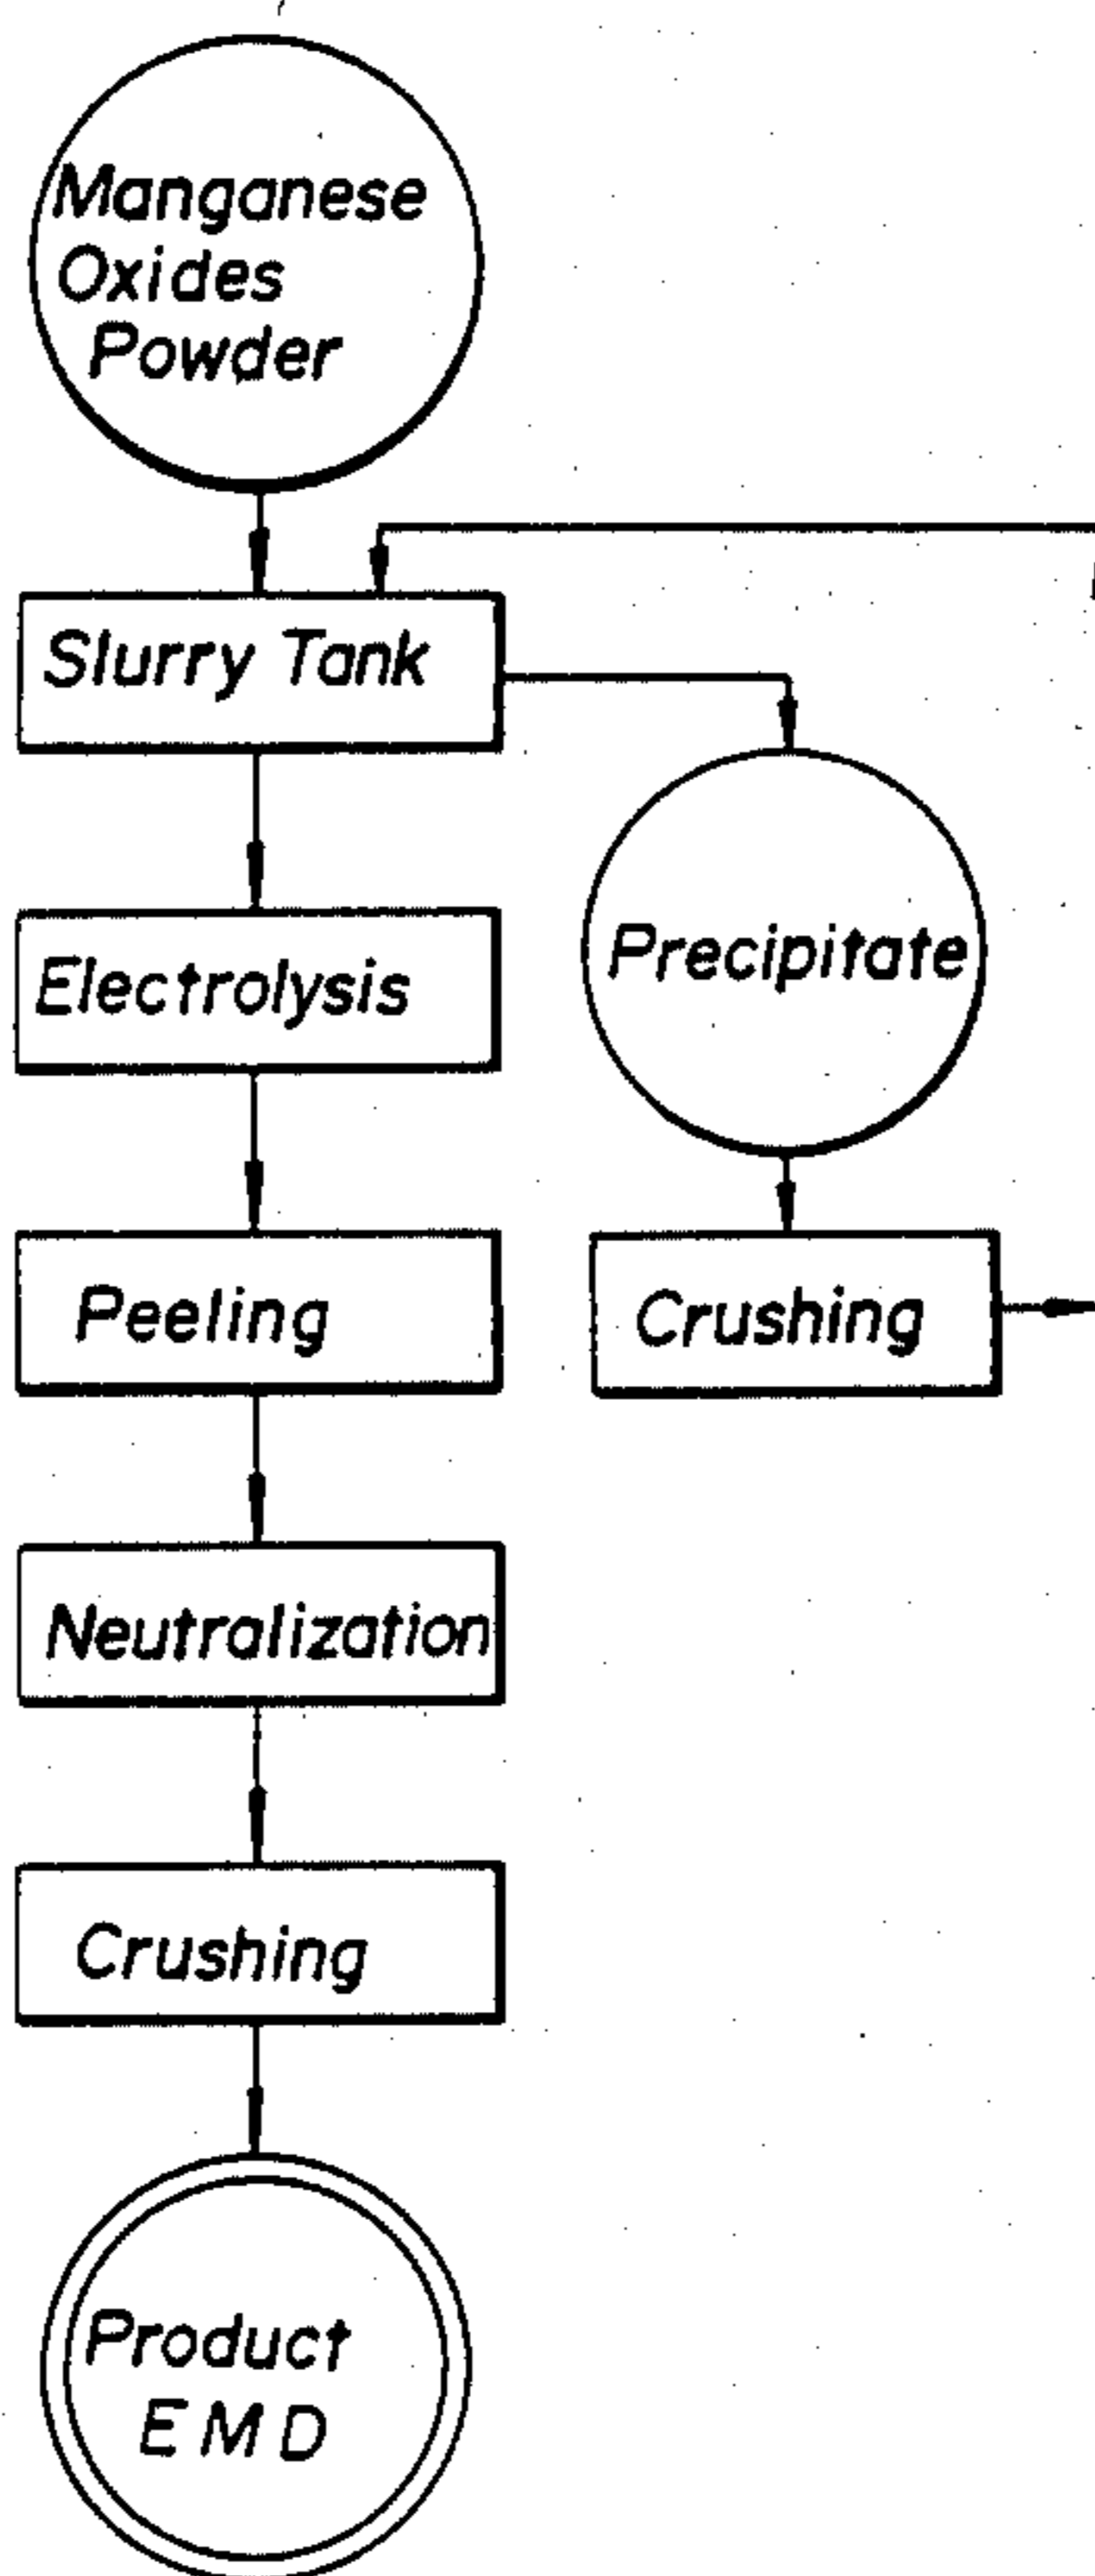 Manganese
Oxides
Powder
Slurry Tank
Electrolysis
Precipitate
Peeling
Crushing
Neutralization
Crushing
Product
EMD